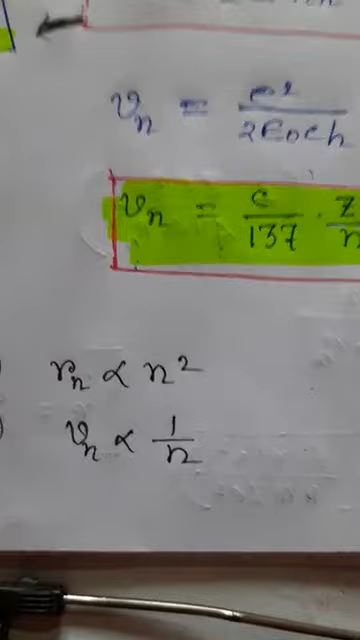 vₙ = e² / 2ε₀ch
vₙ = c/137 · z/n
rₙ ∝ n²
vₙ ∝ 1/n